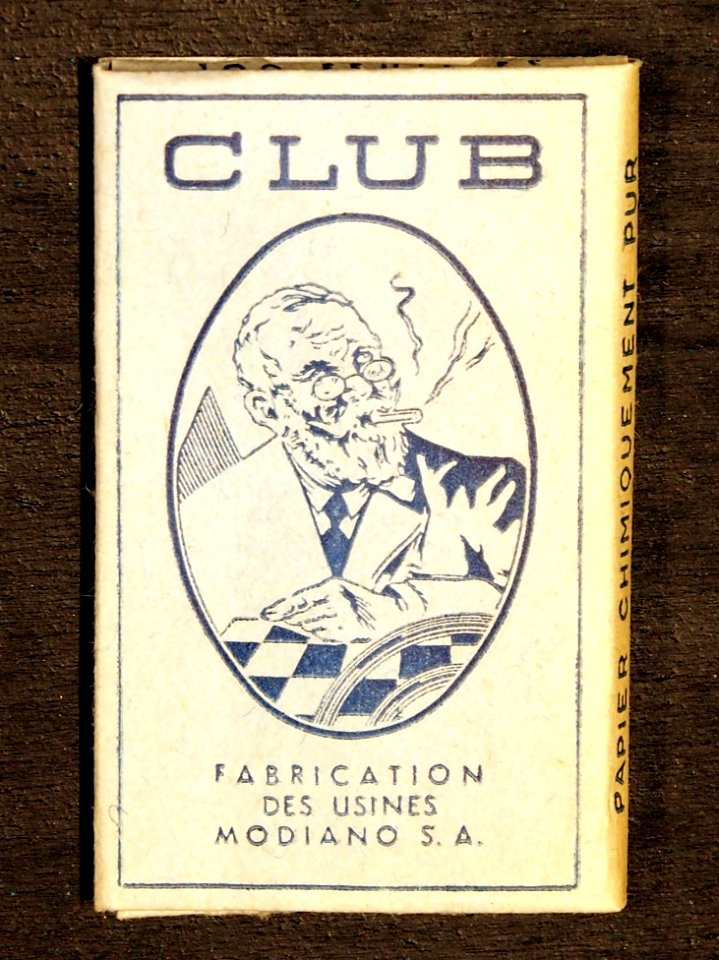 CLUB
FABRICATION
DES USINES
MODIANO S. A.
PAPIER CHIMIQUEMENT PUR